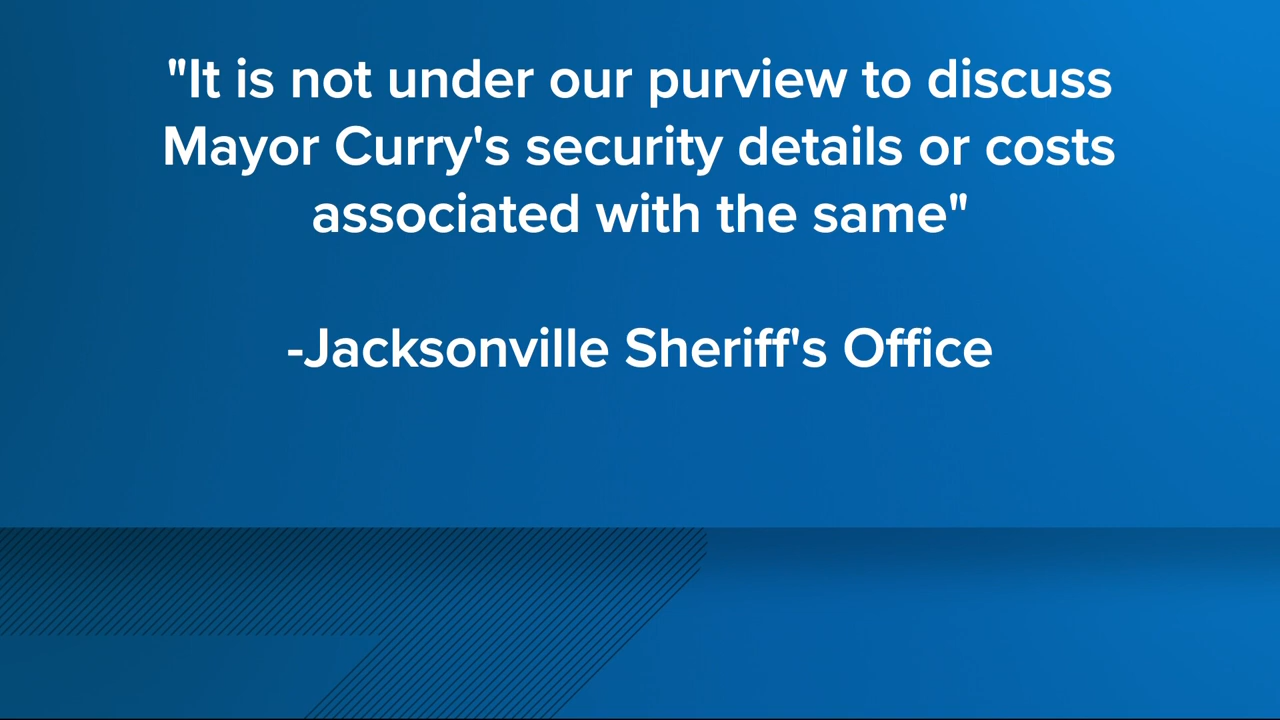 "It is not under our purview to discuss
Mayor Curry's security details or costs
associated with the same"
-Jacksonville Sheriff's Office